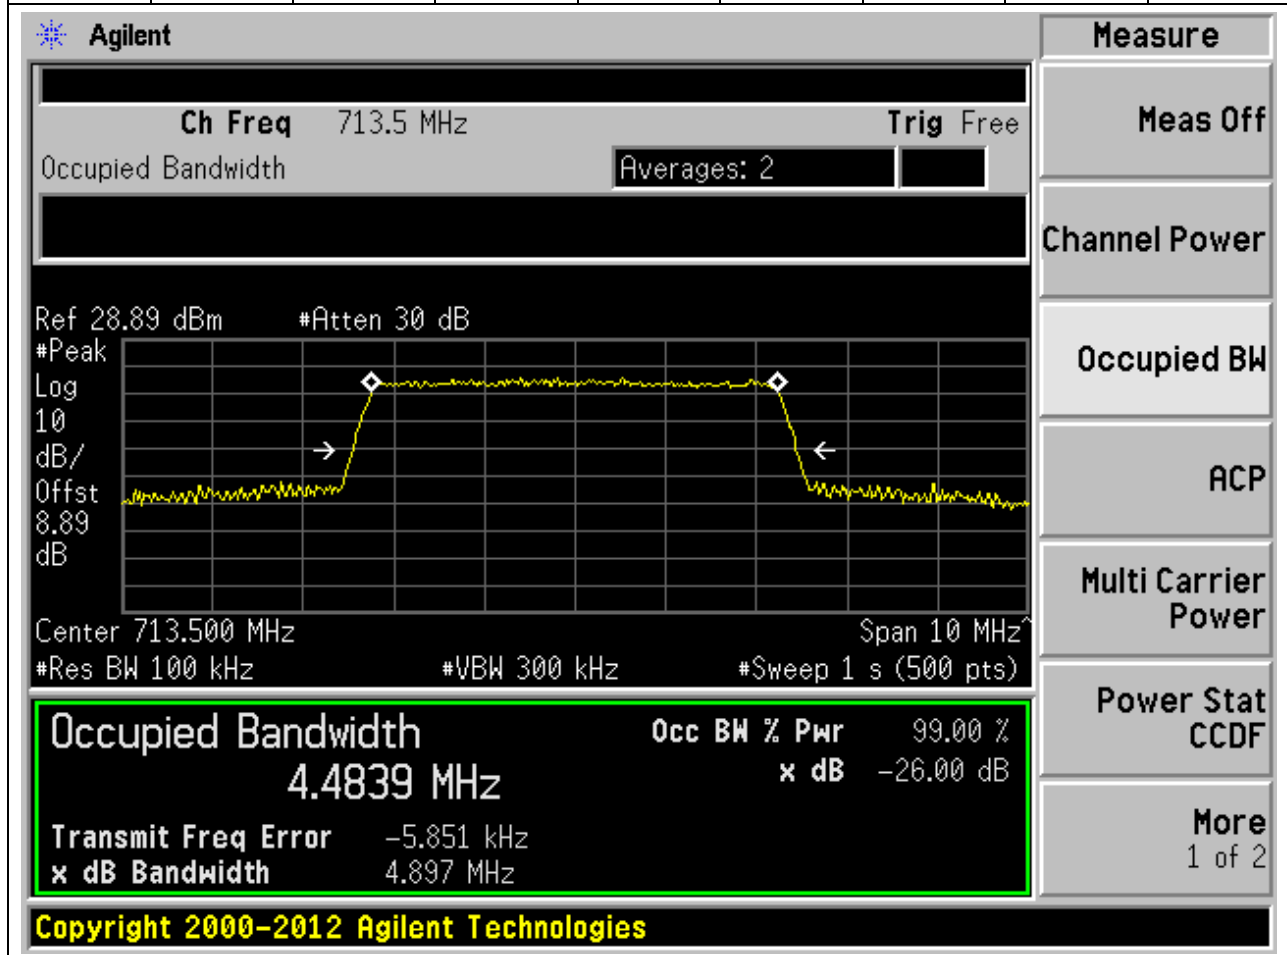 Agilent
Measure
Ch Freq 713.5 MHz Trig Free
Occupied Bandwidth Averages: 2
Ref 28.89 dBm #Atten 30 dB
#Peak
Log
10
dB/
Offst
8.89
dB
Center 713.500 MHz Span 10 MHz^
#Res BW 100 kHz #VBW 300 kHz #Sweep 1 s (500 pts)
Occupied Bandwidth Occ BW % Pwr 99.00 %
4.4839 MHz x dB -26.00 dB
Transmit Freq Error -5.851 kHz
x dB Bandwidth 4.897 MHz
Copyright 2000-2012 Agilent Technologies
Meas Off
Channel Power
Occupied BW
ACP
Multi Carrier
Power
Power Stat
CCDF
More
1 of 2